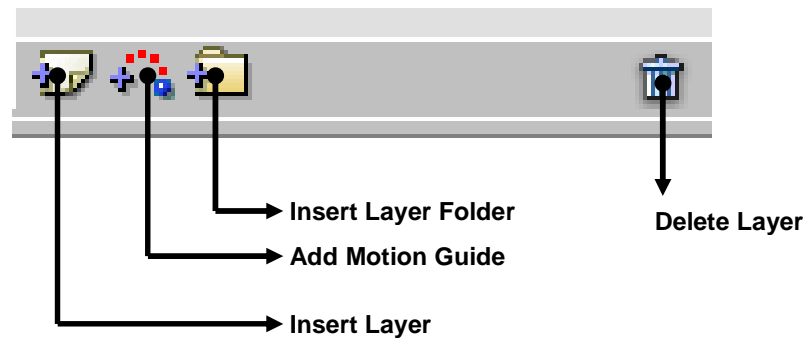 Insert Layer Folder
Delete Layer
Add Motion Guide
Insert Layer